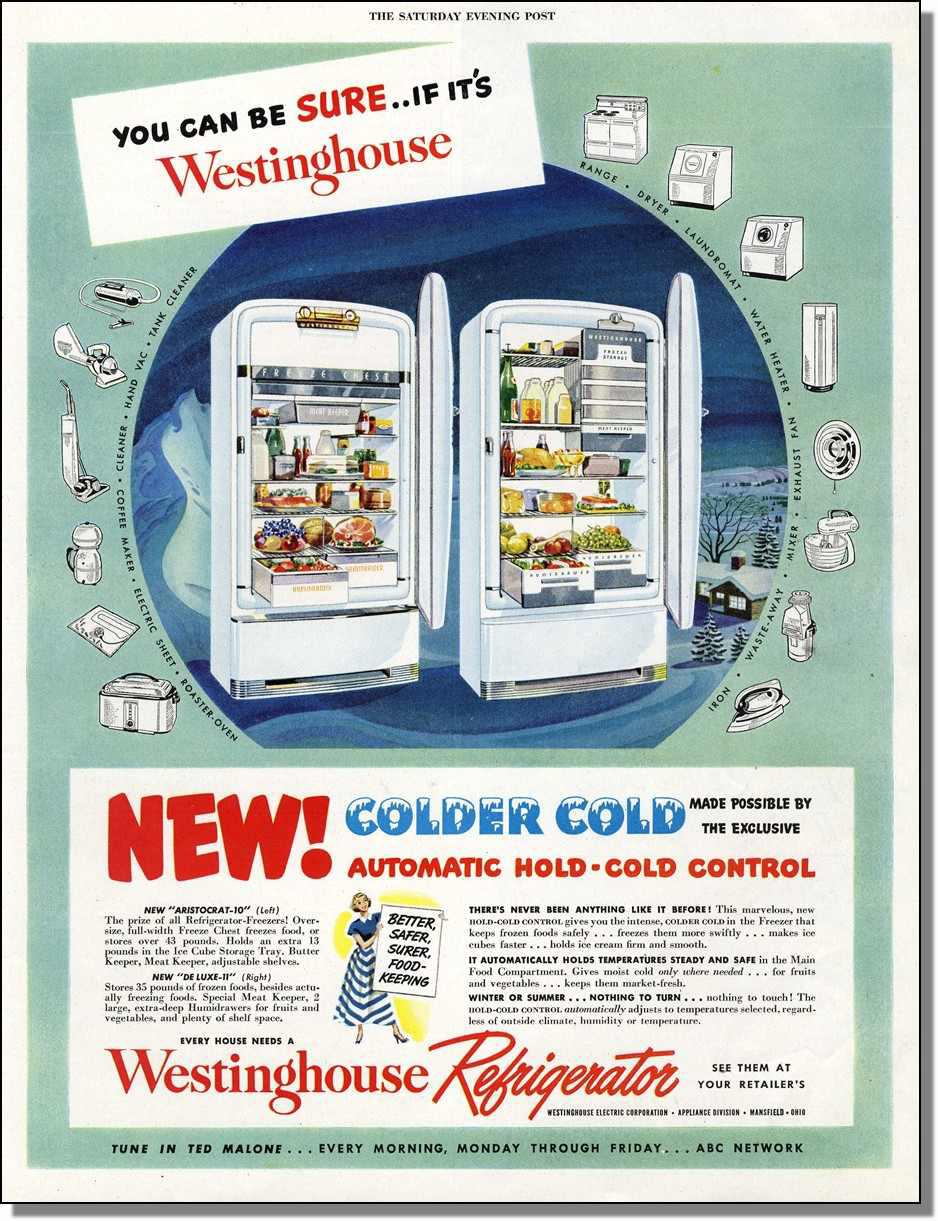 THE SATURDAY EVENING POST
YOU CAN BE SURE..IF IT'S
Westinghouse
RANGE • DRYER • LAUNDROMAT • WATER HEATER • EXHAUST FAN • MIXER • WASTE-AWAY • IRON
TANK CLEANER • HAND VAC • CLEANER • COFFEE MAKER • ELECTRIC SHEET • ROASTER-OVEN
WESTINGHOUSE
FREEZE CHEST
MEAT KEEPER
HUMIDRAWER
HUMIDRAWER
WESTINGHOUSE
FROZEN
STORAGE
MEAT KEEPER
HUMIDRAWER
HUMIDRAWER
NEW! COLDER COLD MADE POSSIBLE BY
THE EXCLUSIVE
AUTOMATIC HOLD-COLD CONTROL
NEW "ARISTOCRAT-10" (Left)
The prize of all Refrigerator-Freezers! Over-
size, full-width Freeze Chest freezes food, or
stores over 43 pounds. Holds an extra 13
pounds in the Ice Cube Storage Tray. Butter
Keeper, Meat Keeper, adjustable shelves.
NEW "DE LUXE-11" (Right)
Stores 35 pounds of frozen foods, besides actu-
ally freezing foods. Special Meat Keeper, 2
large, extra-deep Humidrawers for fruits and
vegetables, and plenty of shelf space.
BETTER,
SAFER,
SURER,
FOOD-
KEEPING
THERE'S NEVER BEEN ANYTHING LIKE IT BEFORE! This marvelous, new
HOLD-COLD CONTROL gives you the intense, COLDER COLD in the Freezer that
keeps frozen foods safely . . . freezes them more swiftly . . . makes ice
cubes faster . . . holds ice cream firm and smooth.
IT AUTOMATICALLY HOLDS TEMPERATURES STEADY AND SAFE in the Main
Food Compartment. Gives moist cold only where needed . . . for fruits
and vegetables . . . keeps them market-fresh.
WINTER OR SUMMER . . . NOTHING TO TURN . . . nothing to touch! The
HOLD-COLD CONTROL automatically adjusts to temperatures selected, regard-
less of outside climate, humidity or temperature.
EVERY HOUSE NEEDS A
Westinghouse Refrigerator
SEE THEM AT
YOUR RETAILER'S
WESTINGHOUSE ELECTRIC CORPORATION • APPLIANCE DIVISION • MANSFIELD • OHIO
TUNE IN TED MALONE . . . EVERY MORNING, MONDAY THROUGH FRIDAY . . . ABC NETWORK